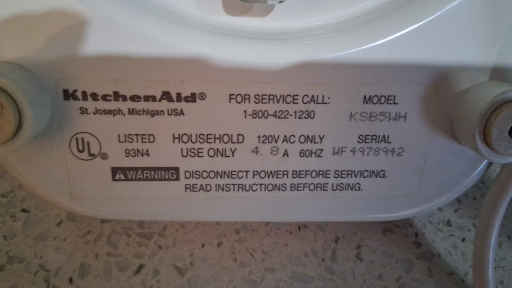 KitchenAid®
St. Joseph, Michigan USA
FOR SERVICE CALL:
1-800-422-1230
MODEL
KSB5WH
UL®
LISTED
93N4
HOUSEHOLD
USE ONLY
120V AC ONLY
4.8 A 60HZ
SERIAL
WF4978942
WARNING DISCONNECT POWER BEFORE SERVICING.
READ INSTRUCTIONS BEFORE USING.